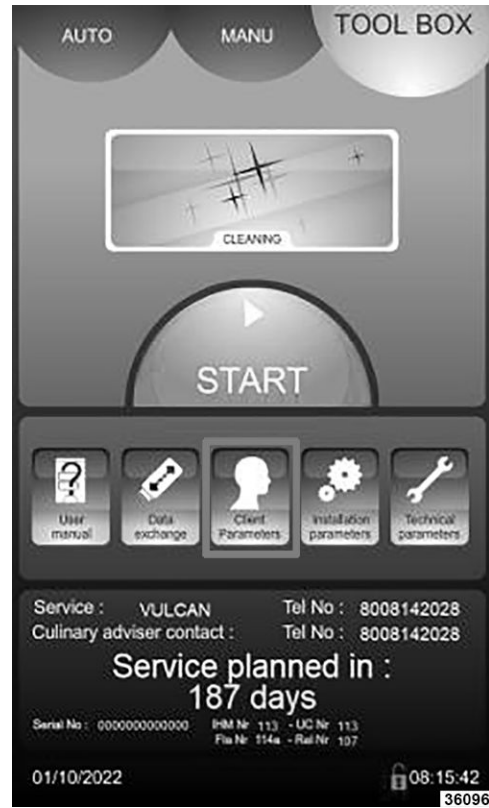 AUTO MANU TOOL BOX
CLEANING
START
User manual
Data exchange
Client Parameters
Installation parameters
Technical parameters
Service : VULCAN Tel No : 8008142028
Culinary adviser contact : Tel No : 8008142028
Service planned in :
187 days
Serial No : 0000000000000 IHM Nr 113 - UC Nr 113
Fla Nr 114a - Ral Nr 107
01/10/2022 08:15:42
36096